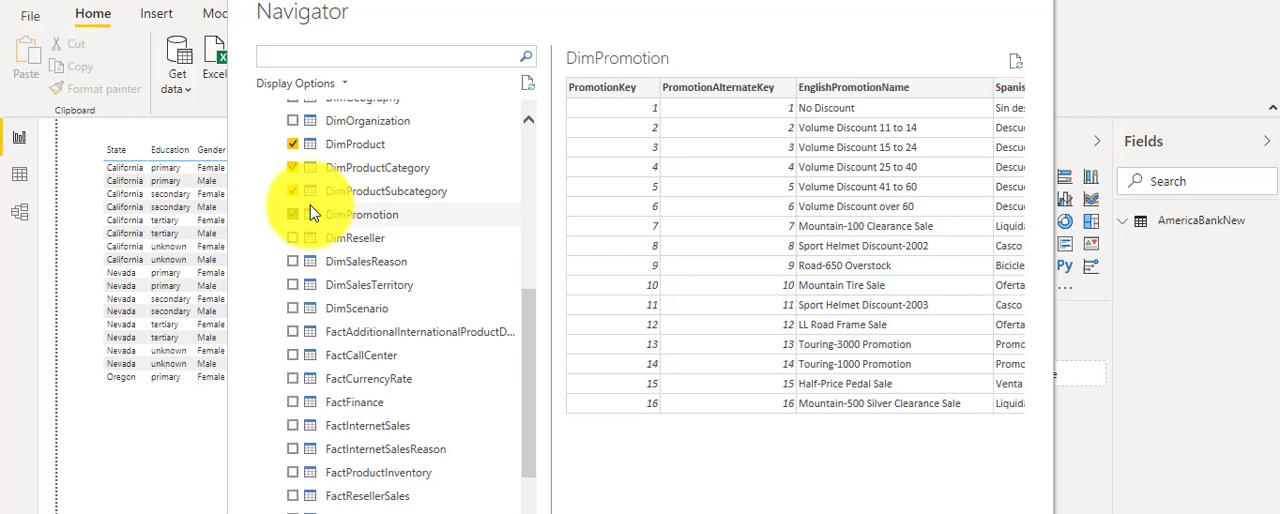 File
Home
Insert
Mod
Navigator
Cut
Copy
Format painter
Paste
Clipboard
Get
data
Excel
Display Options
DimOrganization
DimProduct
DimProductCategory
DimProductSubcategory
DimPromotion
DimReseller
DimSalesReason
DimSalesTerritory
DimScenario
FactAdditionalInternationalProductD...
FactCallCenter
FactCurrencyRate
FactFinance
FactInternetSales
FactInternetSalesReason
FactProductInventory
FactResellerSales
DimPromotion
PromotionKey PromotionAlternateKey EnglishPromotionName Spanis
1 1 No Discount Sin des
2 2 Volume Discount 11 to 14 Descue
3 3 Volume Discount 15 to 24 Descue
4 4 Volume Discount 25 to 40 Descue
5 5 Volume Discount 41 to 60 Descue
6 6 Volume Discount over 60 Descue
7 7 Mountain-100 Clearance Sale Liquida
8 8 Sport Helmet Discount-2002 Casco
9 9 Road-650 Overstock Bicicle
10 10 Mountain Tire Sale Oferta
11 11 Sport Helmet Discount-2003 Casco
12 12 LL Road Frame Sale Oferta
13 13 Touring-3000 Promotion Promo
14 14 Touring-1000 Promotion Promo
15 15 Half-Price Pedal Sale Venta
16 16 Mountain-500 Silver Clearance Sale Liquida
State Education Gender
California primary Female
California primary Male
California secondary Female
California secondary Male
California tertiary Female
California tertiary Male
California unknown Female
California unknown Male
Nevada primary Female
Nevada primary Male
Nevada secondary Female
Nevada secondary Male
Nevada tertiary Female
Nevada tertiary Male
Nevada unknown Female
Nevada unknown Male
Oregon primary Female
Fields
Search
AmericaBankNew
Py